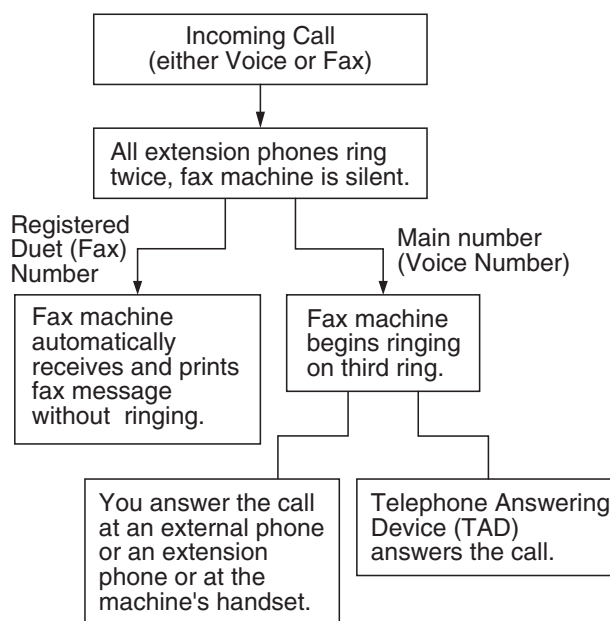 Incoming Call
(either Voice or Fax)
All extension phones ring
twice, fax machine is silent.
Registered
Duet (Fax)
Number
Main number
(Voice Number)
Fax machine
automatically
receives and prints
fax message
without ringing.
Fax machine
begins ringing
on third ring.
You answer the call
at an external phone
or an extension
phone or at the
machine's handset.
Telephone Answering
Device (TAD)
answers the call.